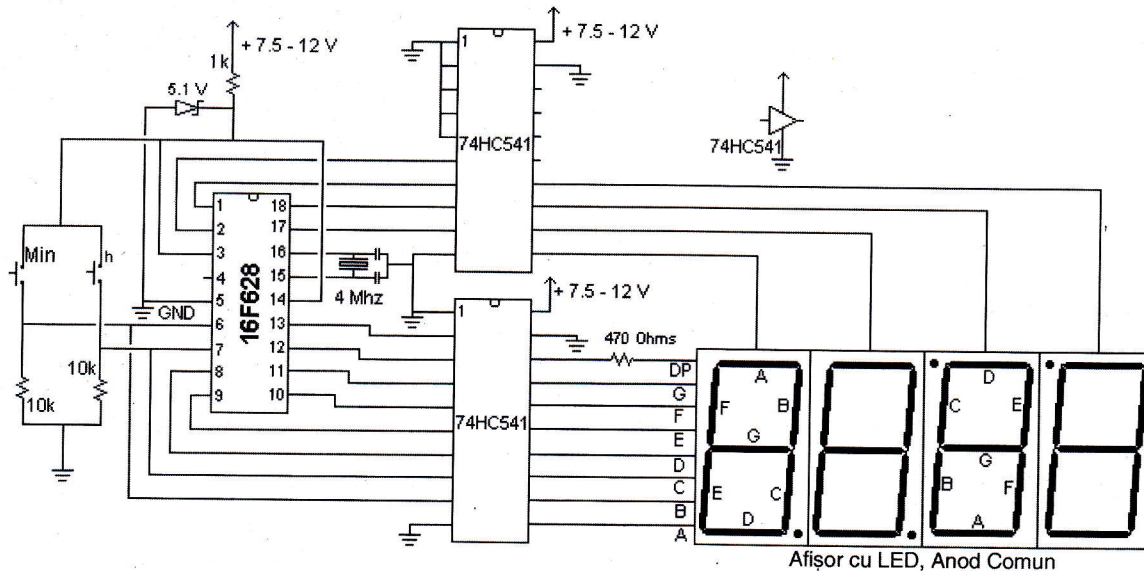 + 7.5 - 12 V
1k
5.1 V
1
+ 7.5 - 12 V
74HC541
74HC541
Min
h
10k
10k
GND
16F628
1
2
3
4
5
6
7
8
9
18
17
16
15
14
13
12
11
10
4 Mhz
1
+ 7.5 - 12 V
74HC541
470 Ohms
DP
G
F
E
D
C
B
A
A
F
B
G
E
C
D
D
C
E
G
B
F
A
Afișor cu LED, Anod Comun